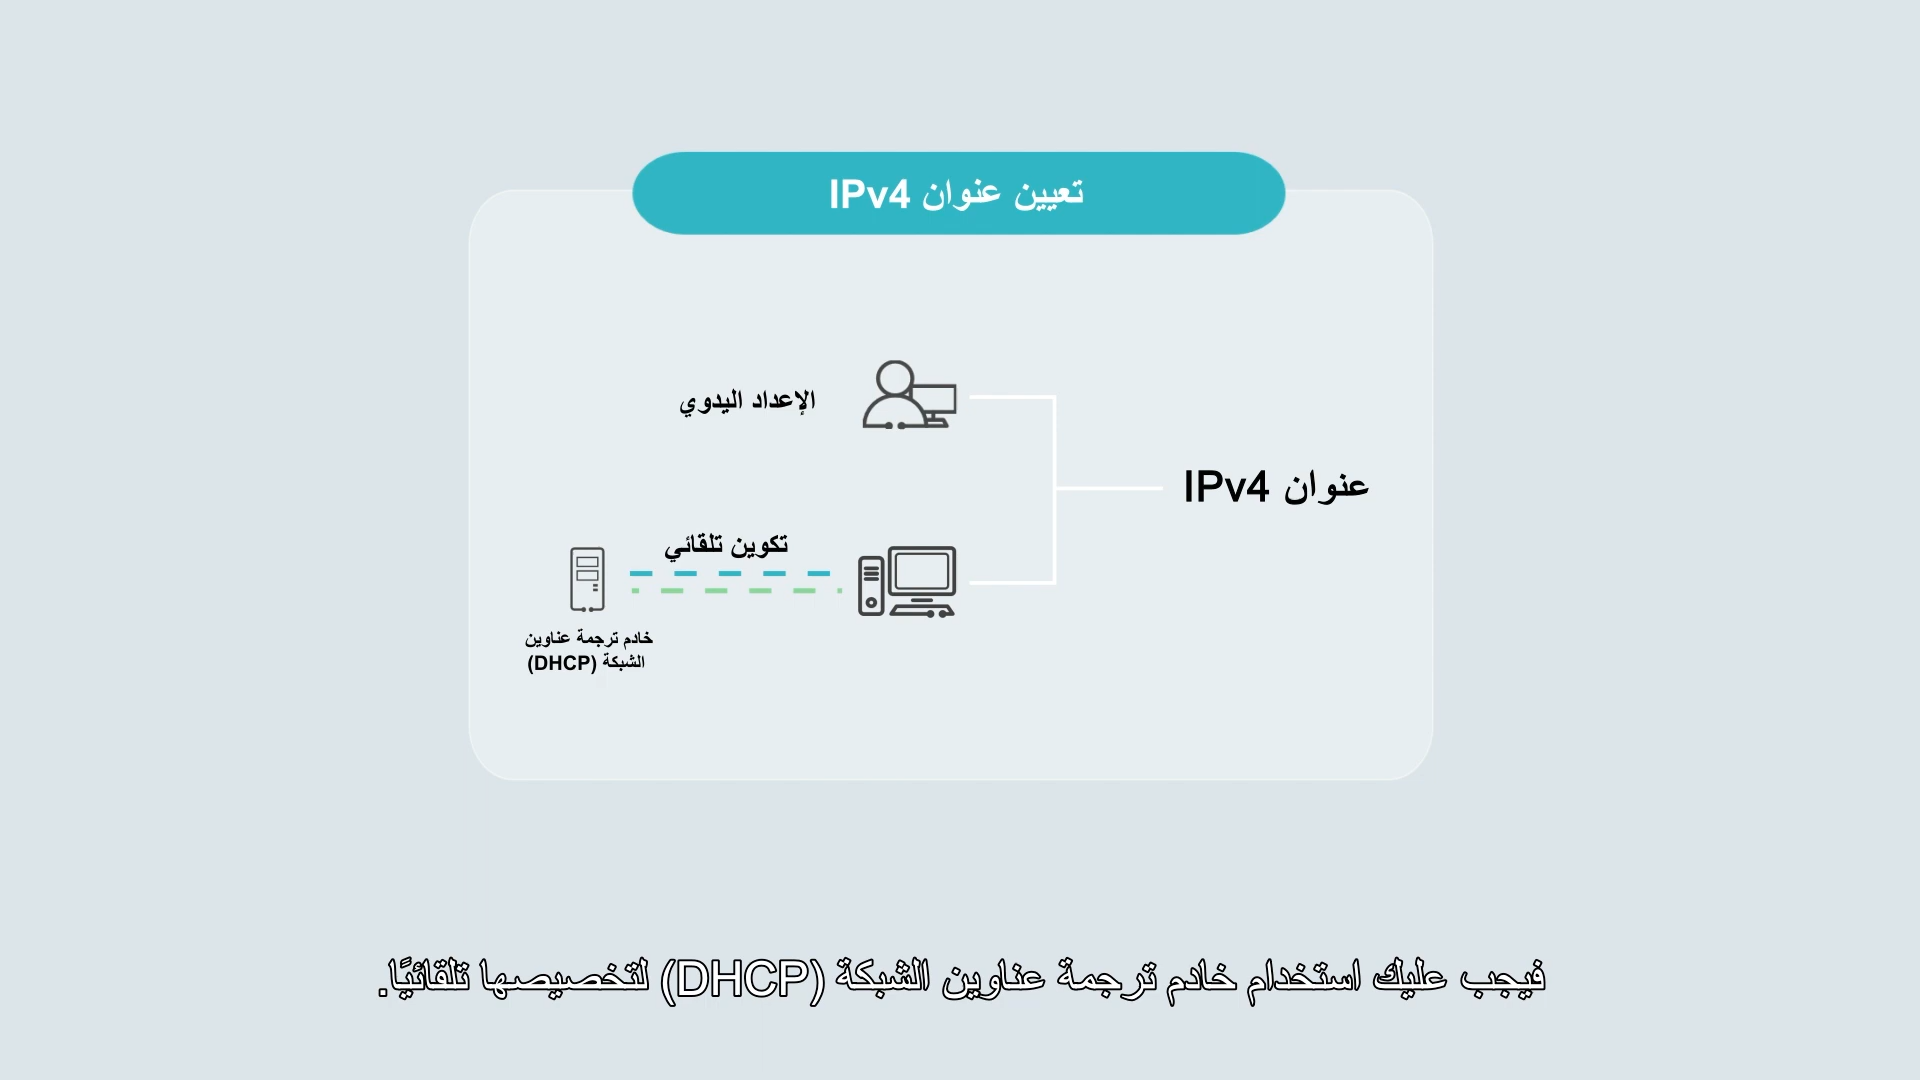 تعيين عنوان IPv4
الإعداد اليدوي
عنوان IPv4
تكوين تلقائي
خادم ترجمة عناوين
الشبكة (DHCP)
فيجب عليك استخدام خادم ترجمة عناوين الشبكة (DHCP) لتخصيصها تلقائيًا.